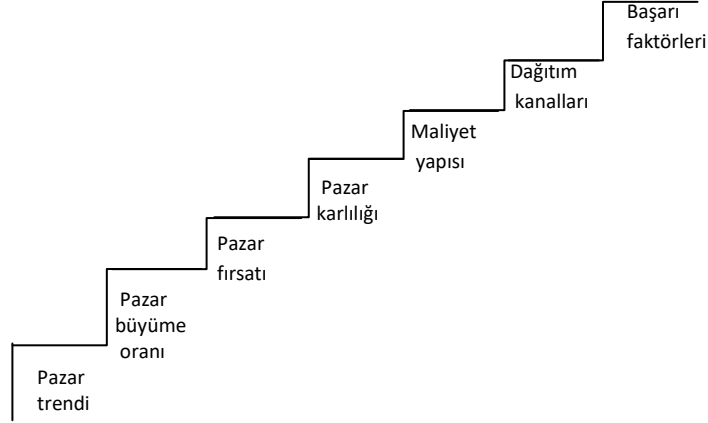 Başarı
faktörleri
Dağıtım
kanalları
Maliyet
yapısı
Pazar
karlılığı
Pazar
fırsatı
Pazar
büyüme
oranı
Pazar
trendi